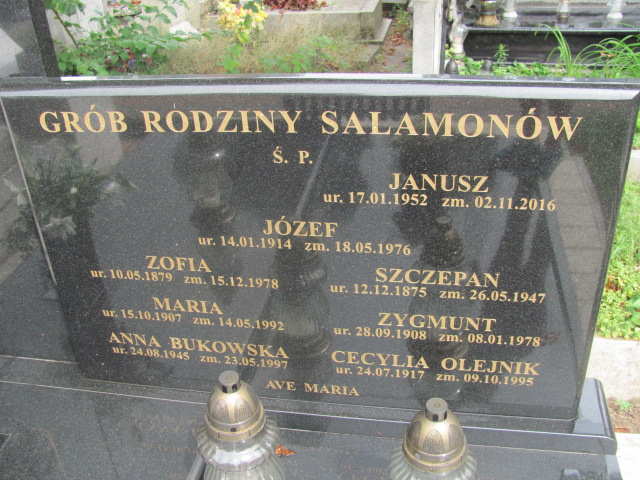 GRÓB RODZINY SALAMONÓW
Ś. P.
JANUSZ
ur. 17.01.1952 zm. 02.11.2016
JÓZEF
ur. 14.01.1914 zm. 18.05.1976
ZOFIA
ur. 10.05.1879 zm. 15.12.1978
SZCZEPAN
ur. 12.12.1875 zm. 26.05.1947
MARIA
ur. 15.10.1907 zm. 14.05.1992
ZYGMUNT
ur. 28.09.1908 zm. 08.01.1978
ANNA BUKOWSKA
ur. 24.08.1945 zm. 23.05.1997
CECYLIA OLEJNIK
ur. 24.07.1917 zm. 09.10.1995
AVE MARIA